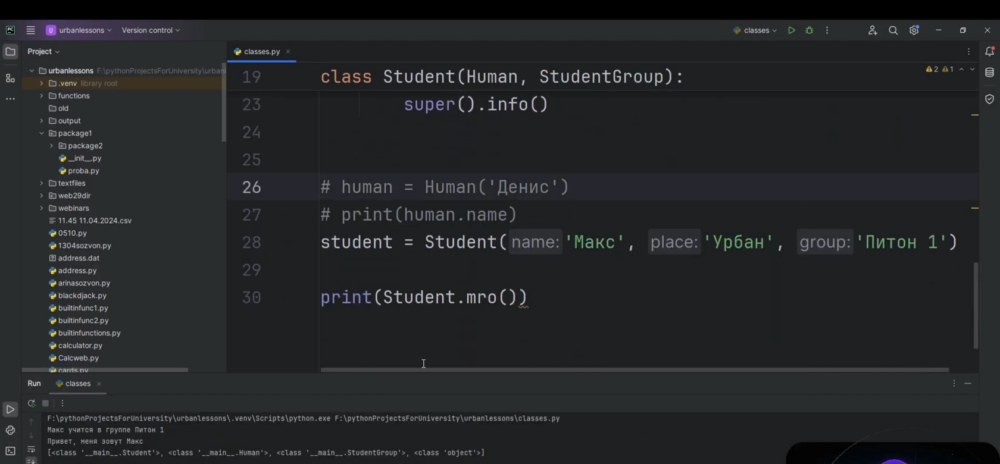 PC
U urbanlessons
Version control
classes
Project
classes.py
urbanlessons F:\pythonProjectsForUniversity\urbanl
.venv library root
functions
old
output
package1
package2
__init__.py
proba.py
textfiles
web29dir
webinars
11.45 11.04.2024.csv
0510.py
1304sozvon.py
address.dat
address.py
arinasozvon.py
blackdjack.py
builtinfunc1.py
builtinfunc2.py
builtinfunctions.py
calculator.py
Calcweb.py
cards.py
2 1
19 class Student(Human, StudentGroup):
23 super().info()
24
25
26 # human = Human('Денис')
27 # print(human.name)
28 student = Student(name: 'Макс', place: 'Урбан', group: 'Питон 1')
29
30 print(Student.mro())
Run classes
F:\pythonProjectsForUniversity\urbanlessons\.venv\Scripts\python.exe F:\pythonProjectsForUniversity\urbanlessons\classes.py
Макс учится в группе Питон 1
Привет, меня зовут Макс
[<class '__main__.Student'>, <class '__main__.Human'>, <class '__main__.StudentGroup'>, <class 'object'>]